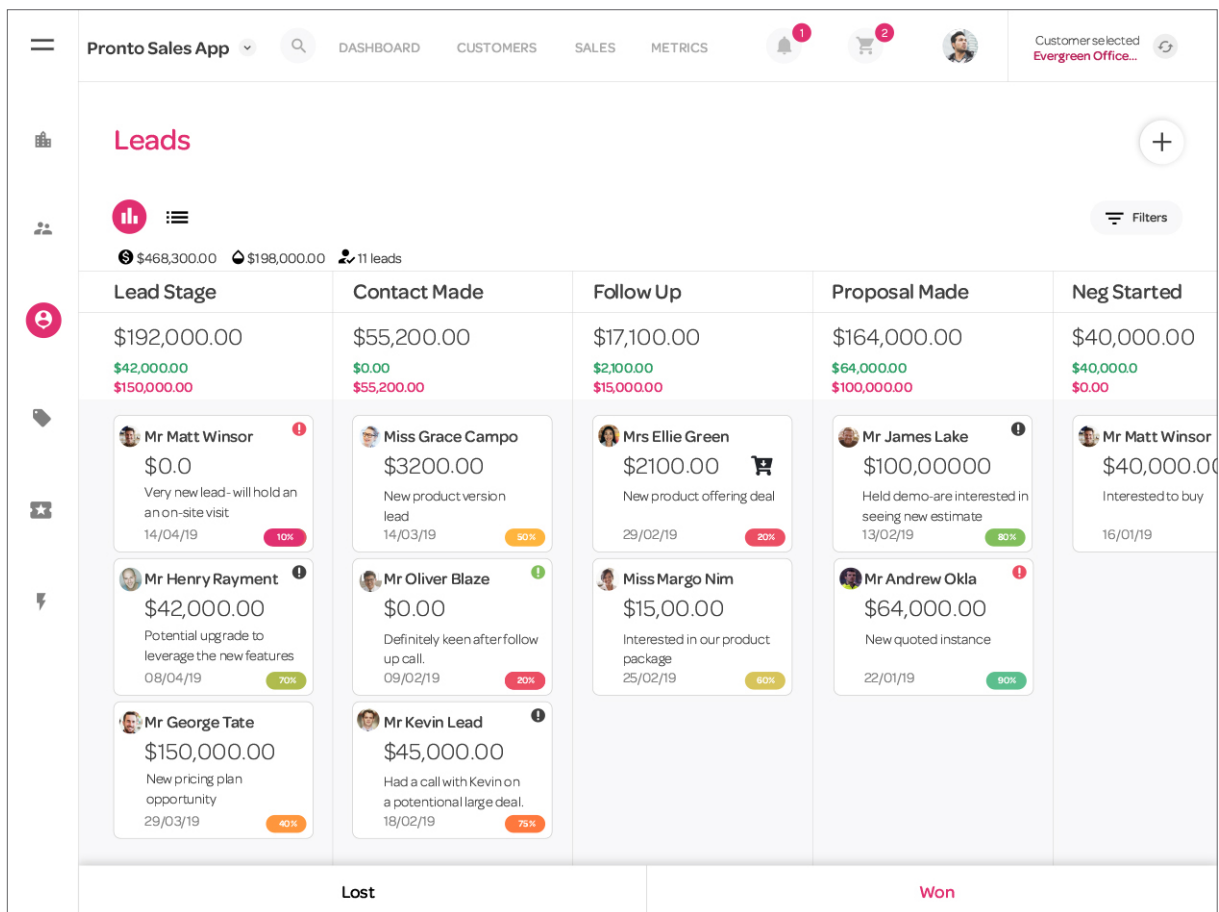 Pronto Sales App
DASHBOARD
CUSTOMERS
SALES
METRICS
1
2
Customer selected
Evergreen Office...
Leads
Filters
$468,300.00
$198,000.00
11 leads
Lead Stage
$192,000.00
$42,000.00
$150,000.00
Mr Matt Winsor
$0.0
Very new lead- will hold an
an on-site visit
14/04/19
10%
Mr Henry Rayment
$42,000.00
Potential upgrade to
leverage the new features
08/04/19
70%
Mr George Tate
$150,000.00
New pricing plan
opportunity
29/03/19
40%
Contact Made
$55,200.00
$0.00
$55,200.00
Miss Grace Campo
$3200.00
New product version
lead
14/03/19
50%
Mr Oliver Blaze
$0.00
Definitely keen after follow
up call.
09/02/19
20%
Mr Kevin Lead
$45,000.00
Had a call with Kevin on
a potentional large deal.
18/02/19
75%
Follow Up
$17,100.00
$2,100.00
$15,000.00
Mrs Ellie Green
$2100.00
New product offering deal
29/02/19
20%
Miss Margo Nim
$15,00.00
Interested in our product
package
25/02/19
60%
Proposal Made
$164,000.00
$64,000.00
$100,000.00
Mr James Lake
$100,00000
Held demo-are interested in
seeing new estimate
13/02/19
80%
Mr Andrew Okla
$64,000.00
New quoted instance
22/01/19
90%
Neg Started
$40,000.00
$40,000.0
$0.00
Mr Matt Winsor
$40,000.00
Interested to buy
16/01/19
Lost
Won